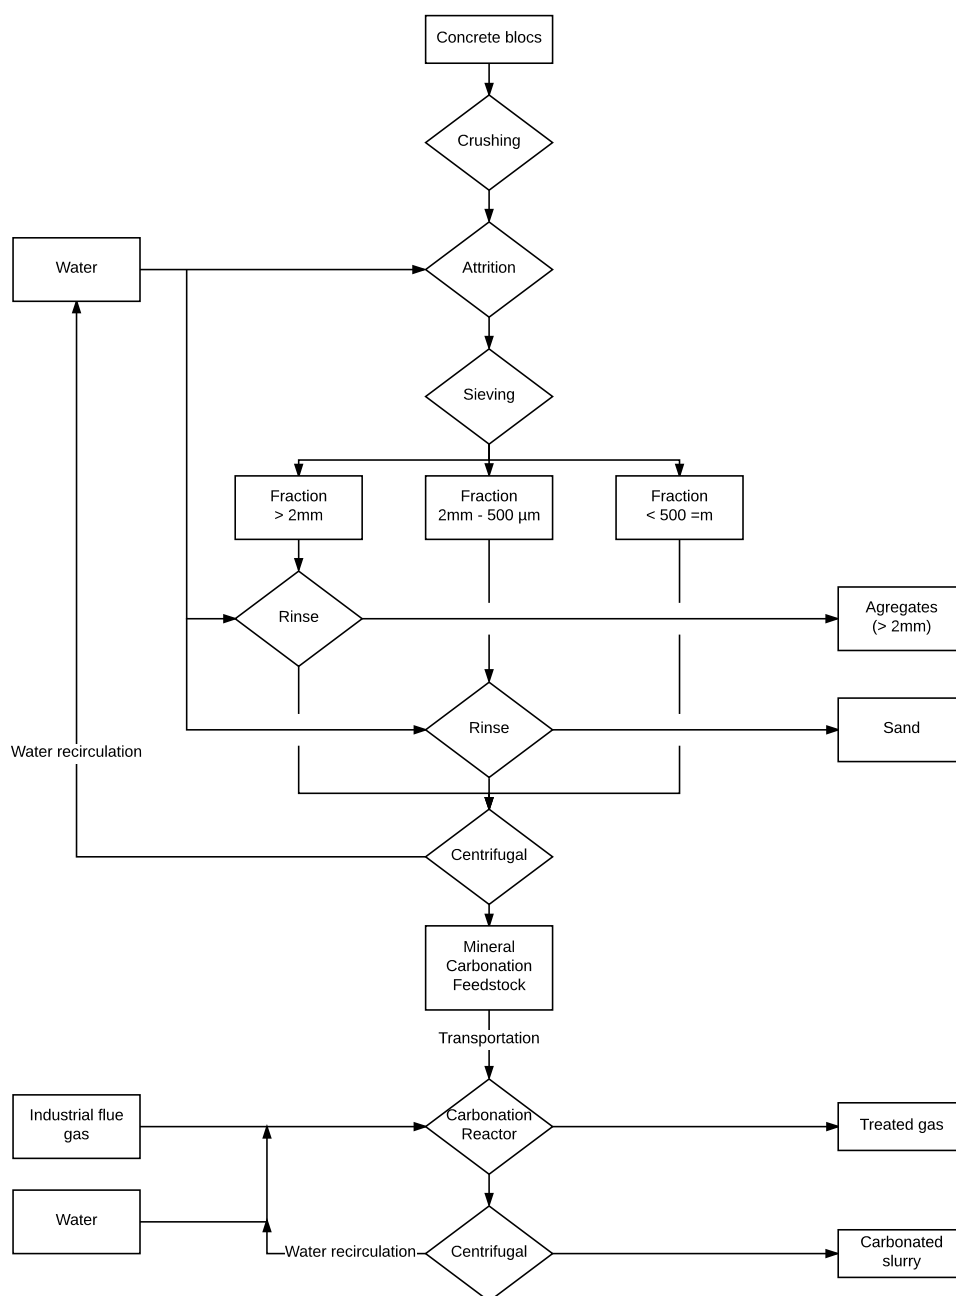 Concrete blocs
Crushing
Water
Attrition
Sieving
Fraction
> 2mm
Fraction
2mm - 500 µm
Fraction
< 500 =m
Rinse
Agregates
(> 2mm)
Rinse
Sand
Water recirculation
Centrifugal
Mineral
Carbonation
Feedstock
Transportation
Industrial flue
gas
Carbonation
Reactor
Treated gas
Water
Water recirculation
Centrifugal
Carbonated
slurry